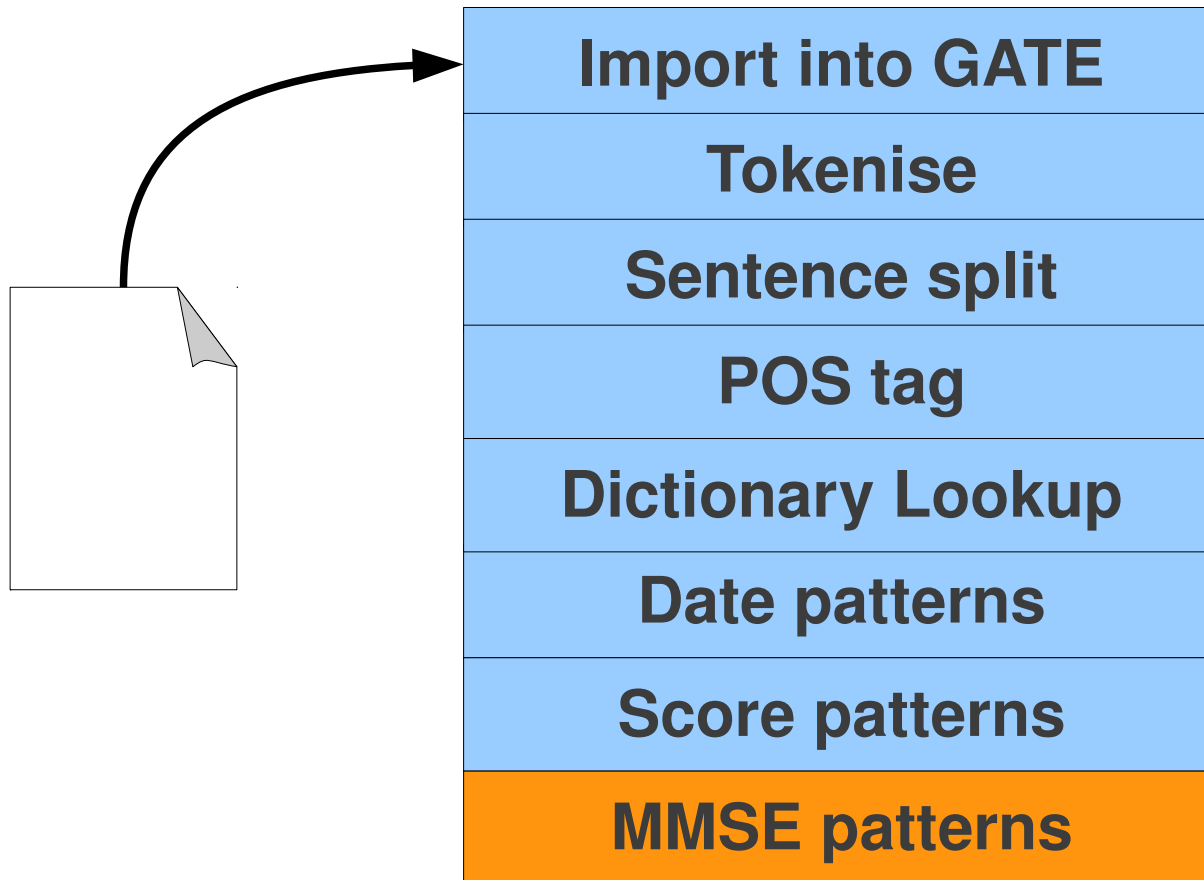 Import into GATE
Tokenise
Sentence split
POS tag
Dictionary Lookup
Date patterns
Score patterns
MMSE patterns